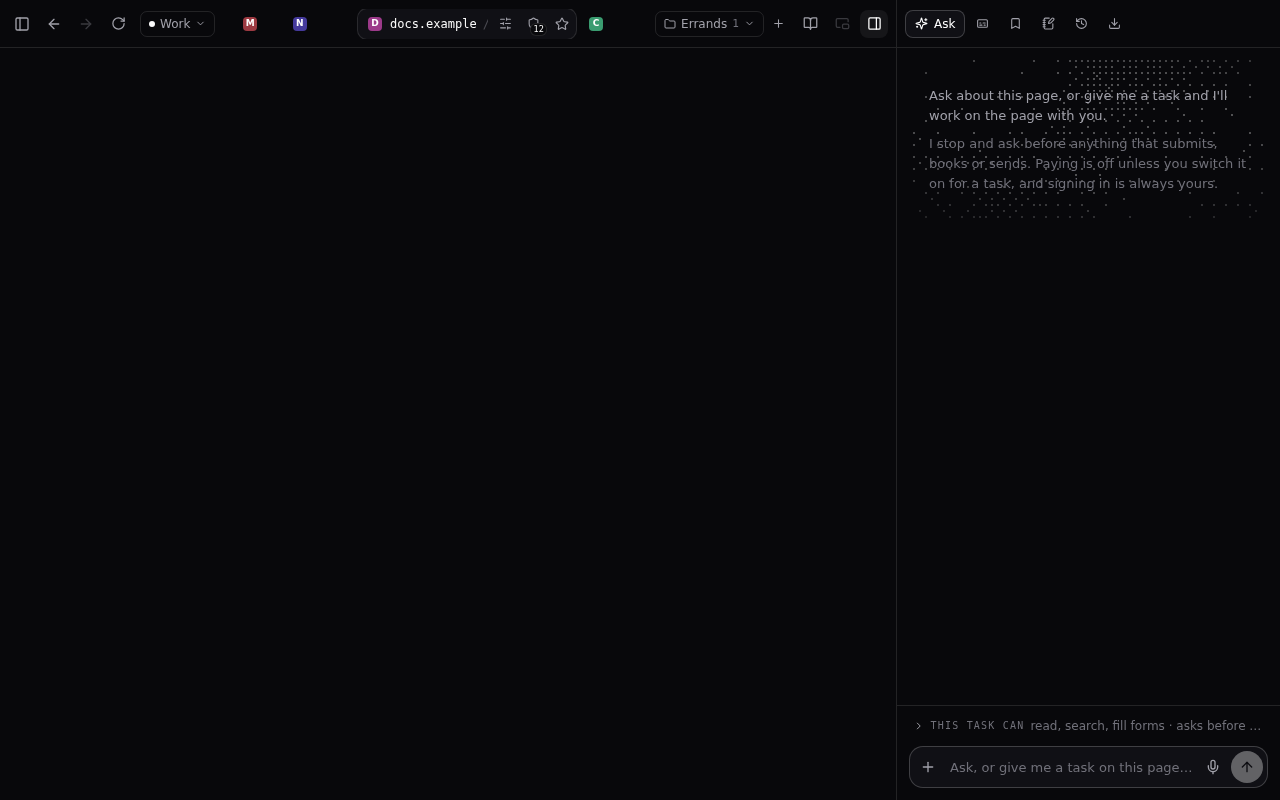 Work
M
N
D docs.example /
12
C
Errands 1
Ask
Ask about this page, or give me a task and I'll
work on the page with you.
I stop and ask before anything that submits,
books or sends. Paying is off unless you switch it
on for a task, and signing in is always yours.
THIS TASK CAN read, search, fill forms · asks before …
Ask, or give me a task on this page…